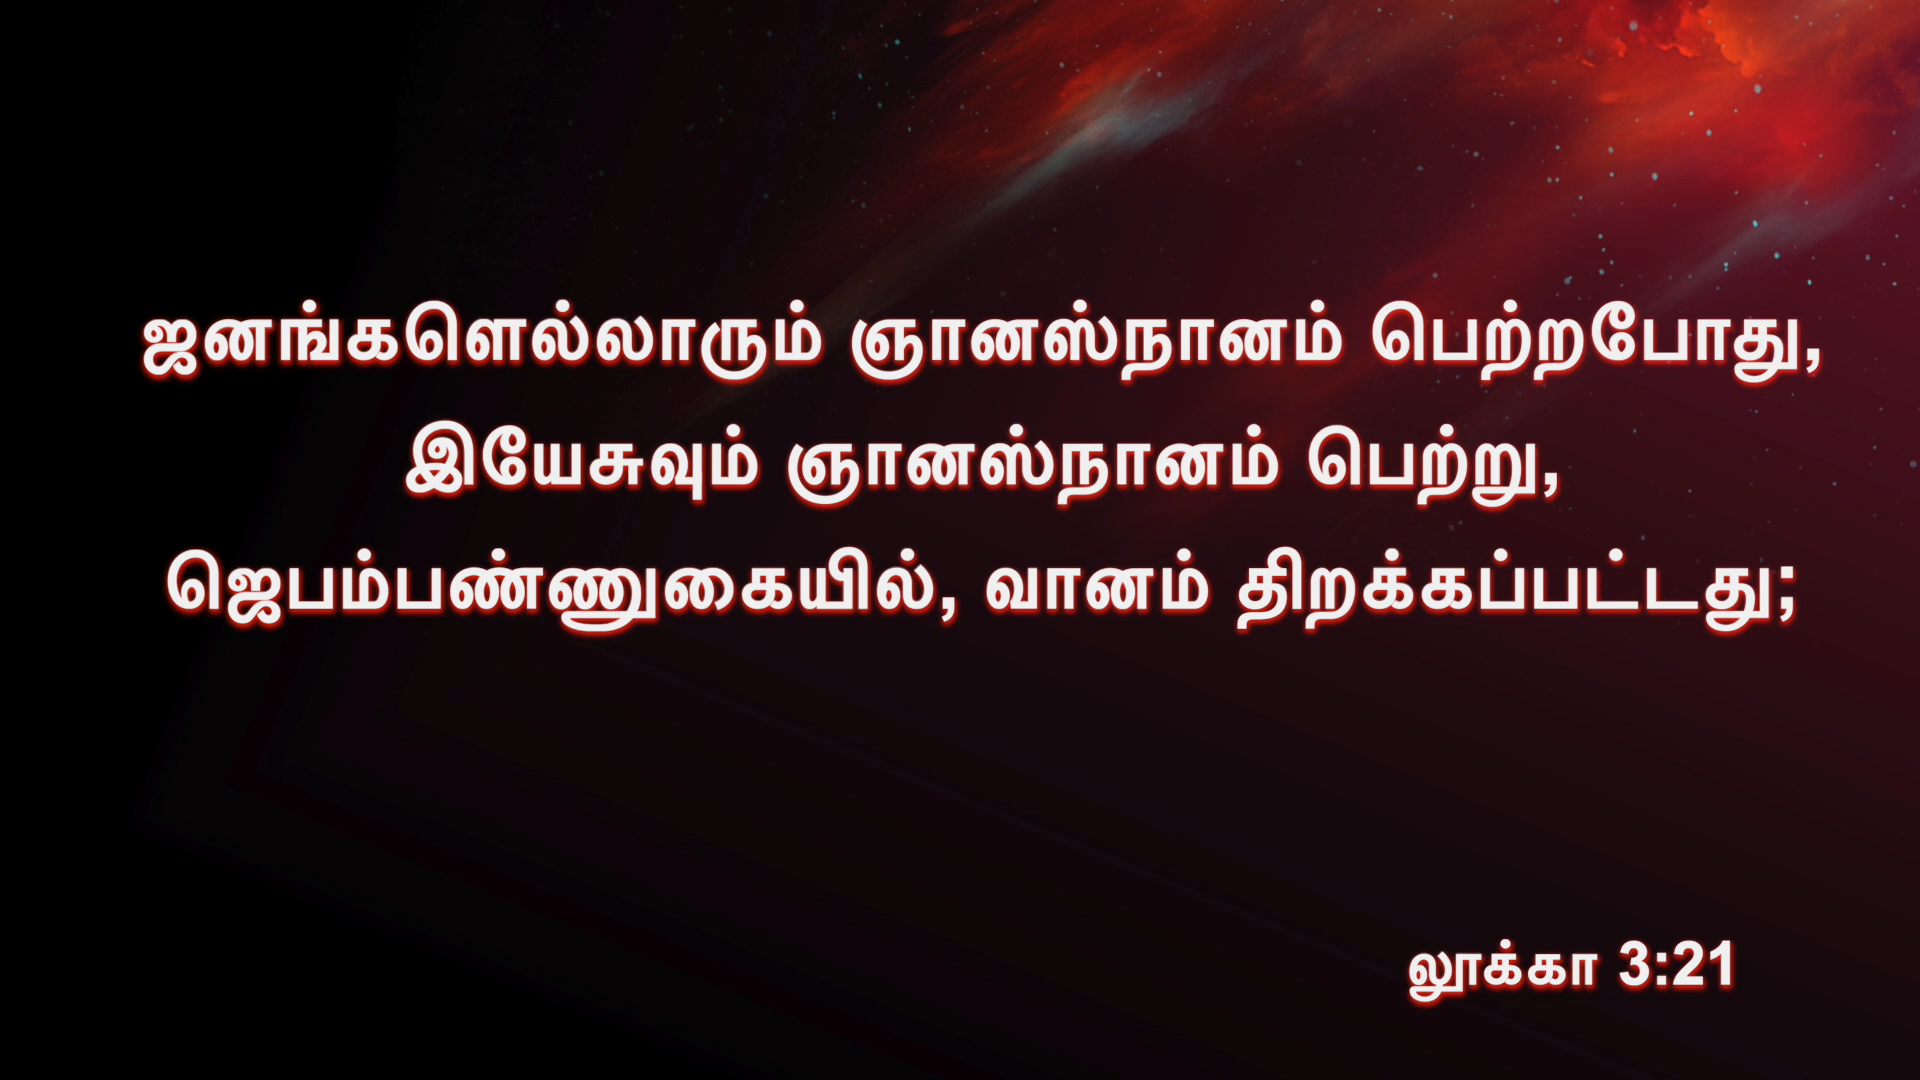 ஜனங்களெல்லாரும் ஞானஸ்நானம் பெற்றபோது,
இயேசுவும் ஞானஸ்நானம் பெற்று,
ஜெபம்பண்ணுகையில், வானம் திறக்கப்பட்டது;
லூக்கா 3:21